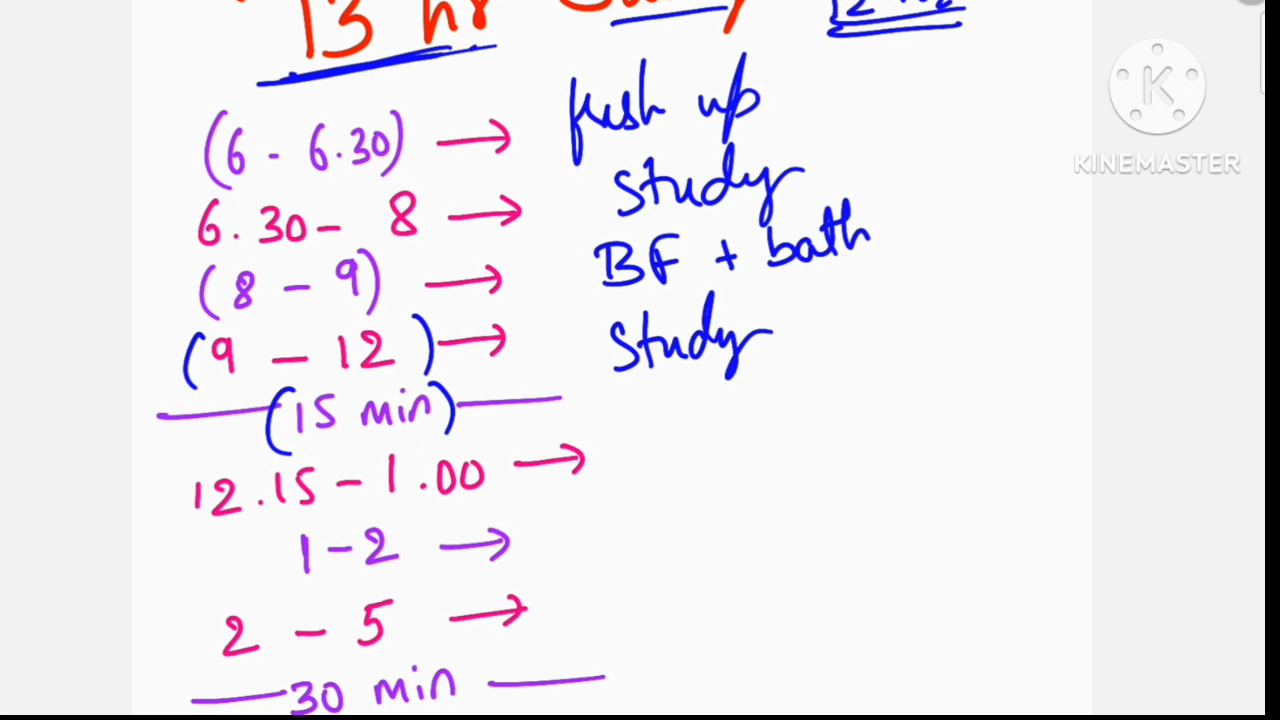 13 hr
(6 - 6.30) → fresh up
6.30 - 8 → study
(8 - 9) → BF + bath
(9 - 12) → study
(15 min)
12.15 - 1.00 →
1 - 2 →
2 - 5 →
30 min
K
KINEMASTER